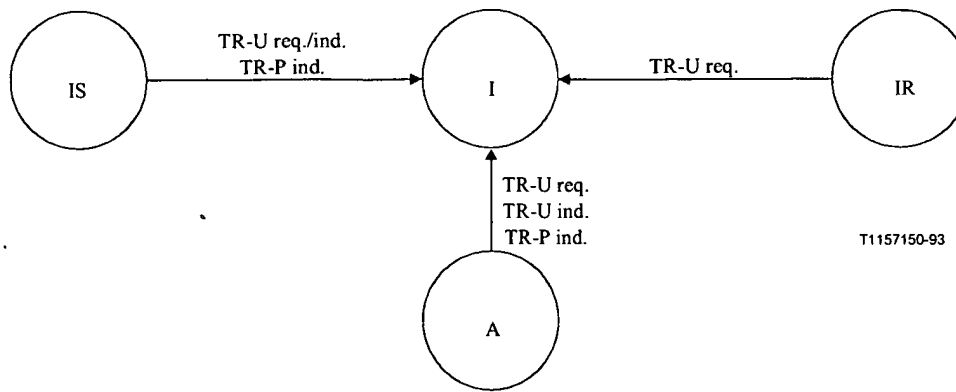 TR-U req./ind.
TR-P ind.
IS
I
TR-U req.
IR
TR-U req.
TR-U ind.
TR-P ind.
T1157150-93
A